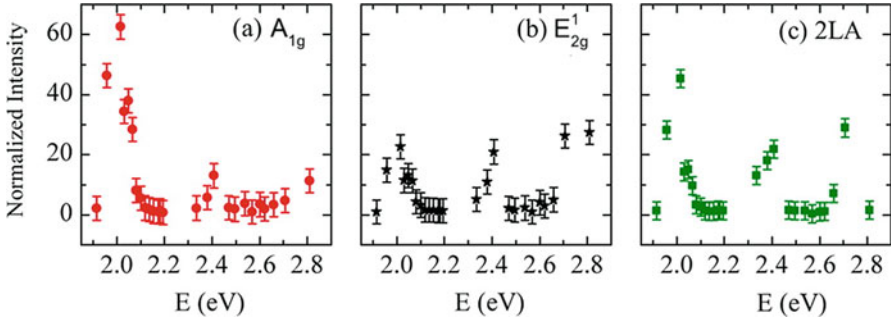 Normalized Intensity
60
40
20
0
(a) A1g
2.0 2.2 2.4 2.6 2.8
E (eV)
(b) E¹2g
2.0 2.2 2.4 2.6 2.8
E (eV)
(c) 2LA
2.0 2.2 2.4 2.6 2.8
E (eV)